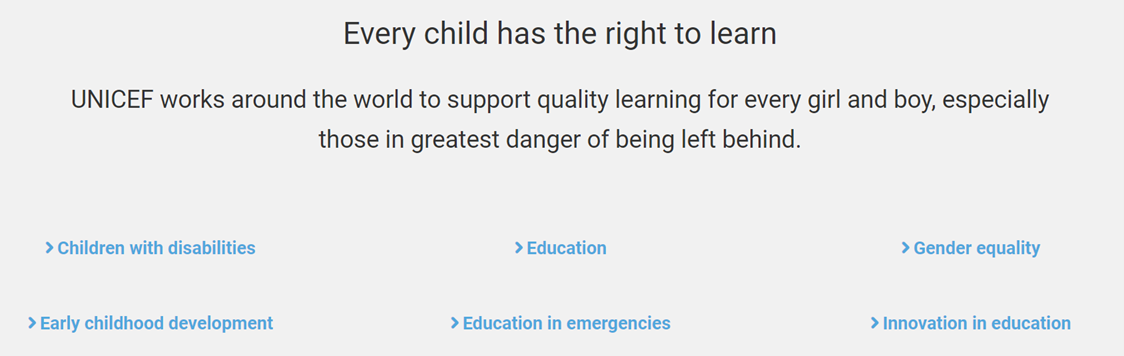 Every child has the right to learn
UNICEF works around the world to support quality learning for every girl and boy, especially
those in greatest danger of being left behind.
Children with disabilities
Education
Gender equality
Early childhood development
Education in emergencies
Innovation in education